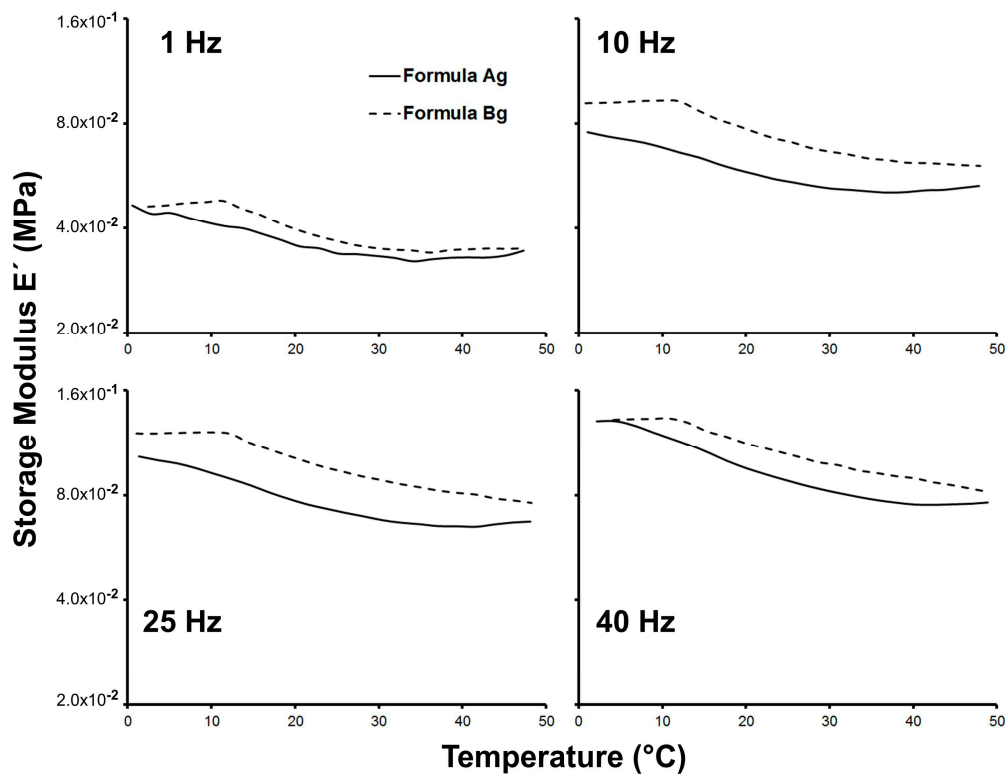 Storage Modulus E´ (MPa)
1.6x10⁻¹
8.0x10⁻²
4.0x10⁻²
2.0x10⁻²
1 Hz
Formula Ag
Formula Bg
0 10 20 30 40 50
10 Hz
0 10 20 30 40 50
1.6x10⁻¹
8.0x10⁻²
4.0x10⁻²
2.0x10⁻²
25 Hz
0 10 20 30 40 50
40 Hz
0 10 20 30 40 50
Temperature (°C)